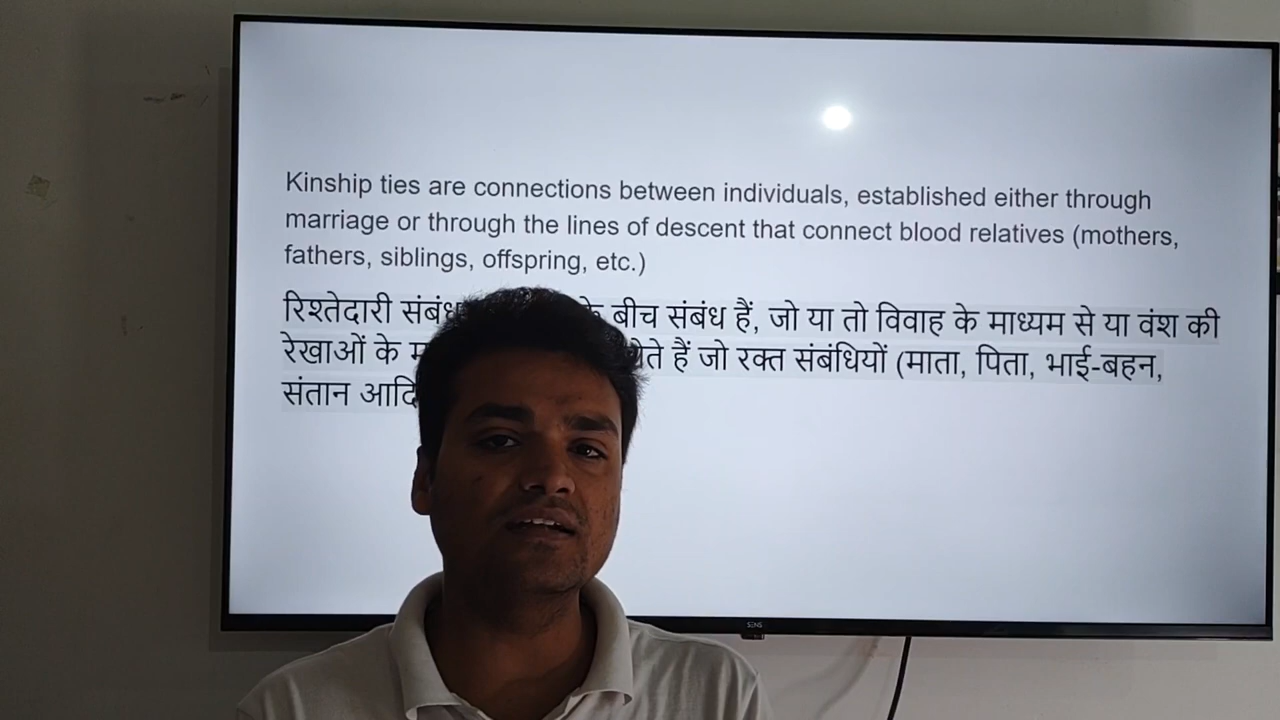 Kinship ties are connections between individuals, established either through
marriage or through the lines of descent that connect blood relatives (mothers,
fathers, siblings, offspring, etc.)
रिश्तेदारी के बीच संबंध हैं, जो या तो विवाह के माध्यम से या वंश की
रेखाओं के हैं जो रक्त संबंधियों (माता, पिता, भाई-बहन,
संतान
SENS